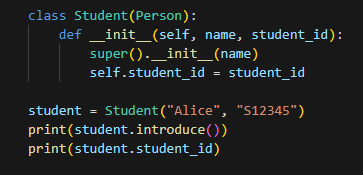 class Student(Person):
    def __init__(self, name, student_id):
        super().__init__(name)
        self.student_id = student_id

student = Student("Alice", "S12345")
print(student.introduce())
print(student.student_id)